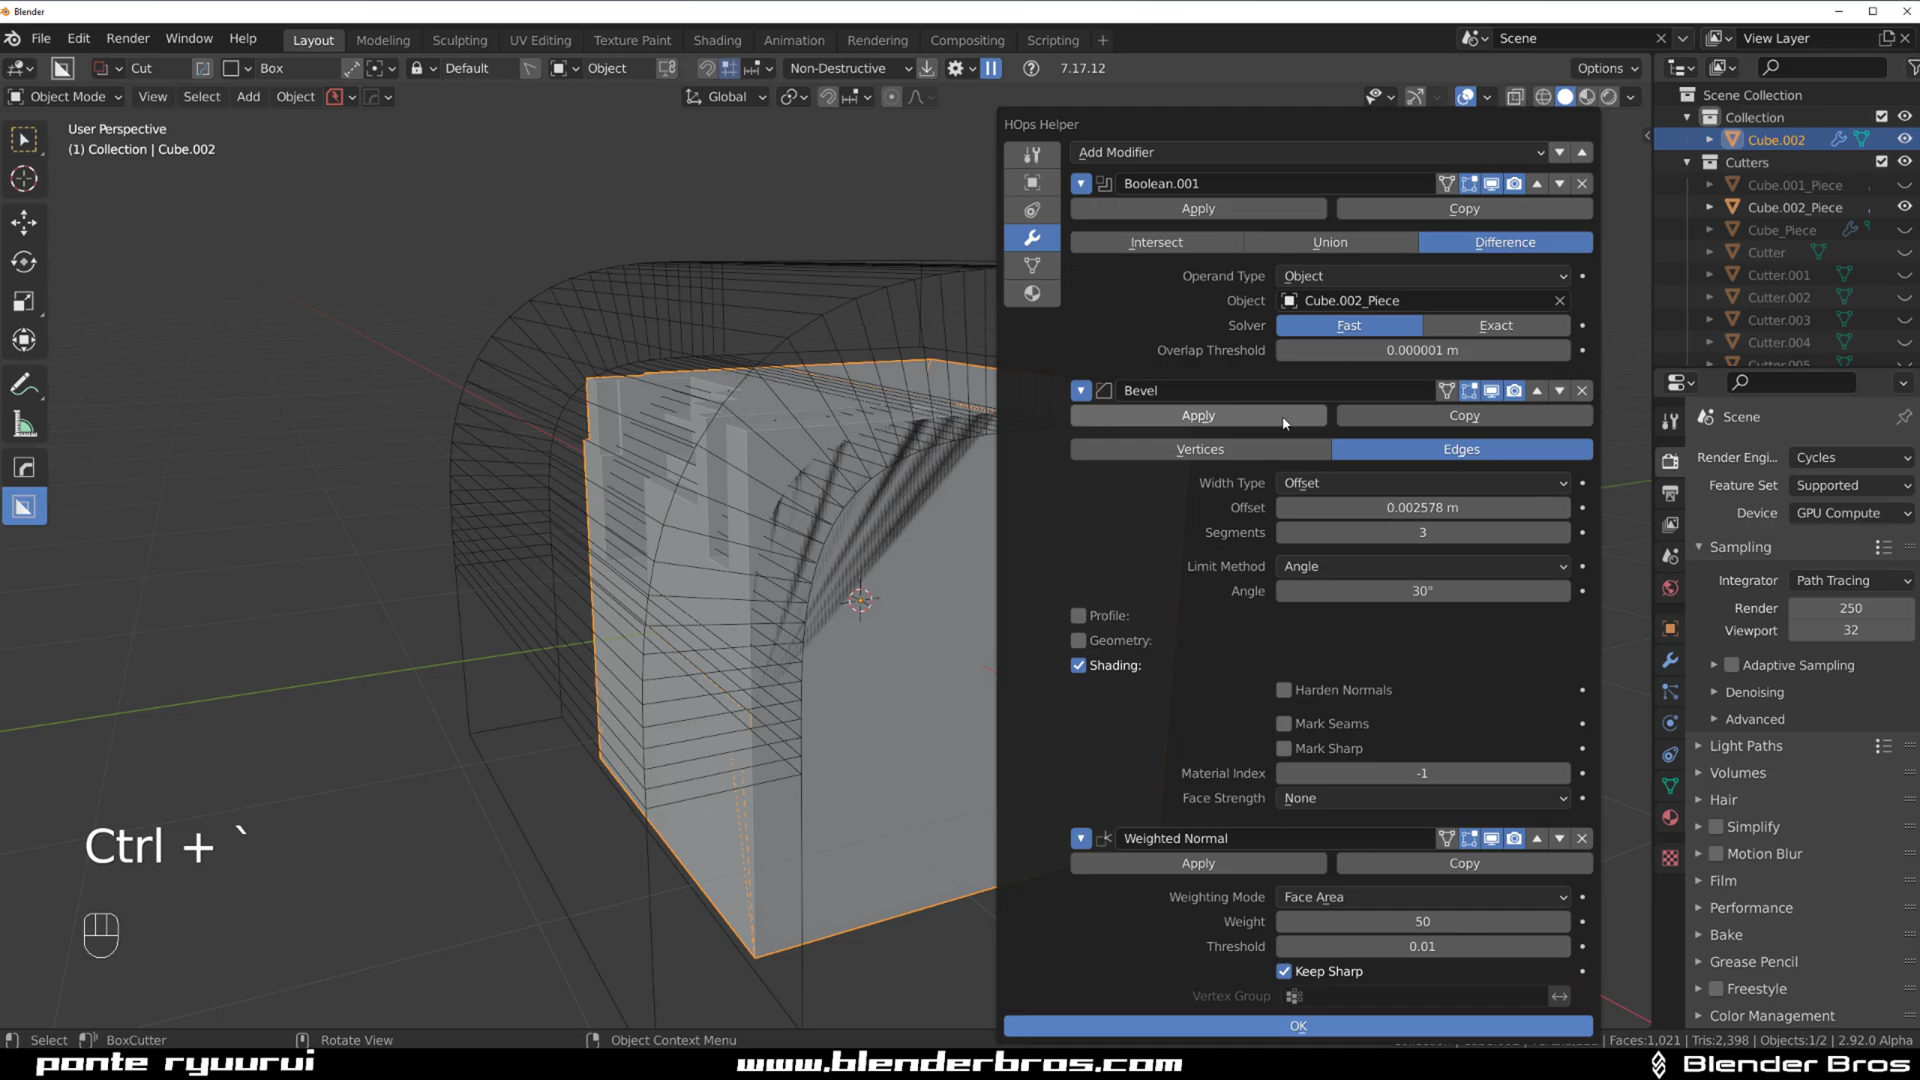 Blender
File Edit Render Window Help Layout Modeling Sculpting UV Editing Texture Paint Shading Animation Rendering Compositing Scripting + Scene View Layer
Cut Box Default Object Non-Destructive 7.17.12 Options
Object Mode View Select Add Object Global
User Perspective
(1) Collection | Cube.002
Ctrl + `
HOps Helper
Add Modifier
Boolean.001
Apply Copy
Intersect Union Difference
Operand Type Object
Object Cube.002_Piece
Solver Fast Exact
Overlap Threshold 0.000001 m
Bevel
Apply Copy
Vertices Edges
Width Type Offset
Offset 0.002578 m
Segments 3
Limit Method Angle
Angle 30°
Profile:
Geometry:
Shading:
Harden Normals
Mark Seams
Mark Sharp
Material Index -1
Face Strength None
Weighted Normal
Apply Copy
Weighting Mode Face Area
Weight 50
Threshold 0.01
Keep Sharp
Vertex Group
OK
Scene Collection
Collection
Cube.002
Cutters
Cube.001_Piece
Cube.002_Piece
Cube_Piece
Cutter
Cutter.001
Cutter.002
Cutter.003
Cutter.004
Cutter.005
Scene
Render Engi... Cycles
Feature Set Supported
Device GPU Compute
Sampling
Integrator Path Tracing
Render 250
Viewport 32
Adaptive Sampling
Denoising
Advanced
Light Paths
Volumes
Hair
Simplify
Motion Blur
Film
Performance
Bake
Grease Pencil
Freestyle
Color Management
Select BoxCutter Rotate View Object Context Menu Faces:1,021 | Tris:2,398 | Objects:1/2 | 2.92.0 Alpha
ponte ryuurui www.blenderbros.com Blender Bros